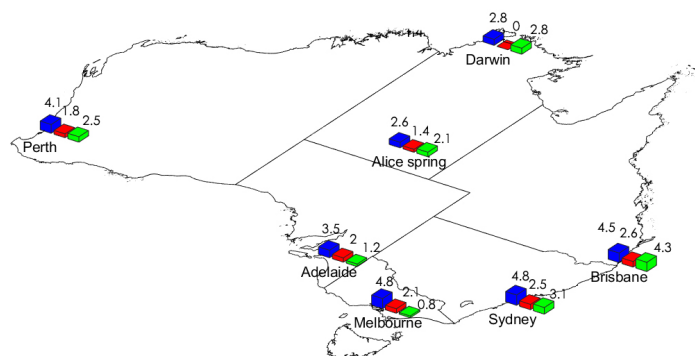 2.8 0 2.8
Darwin
4.1 1.8 2.5
Perth
2.6 1.4 2.1
Alice spring
3.5 2 1.2
Adelaide
4.5 2.6 4.3
Brisbane
4.8 2.1 0.8
Melbourne
4.8 2.5 3.1
Sydney